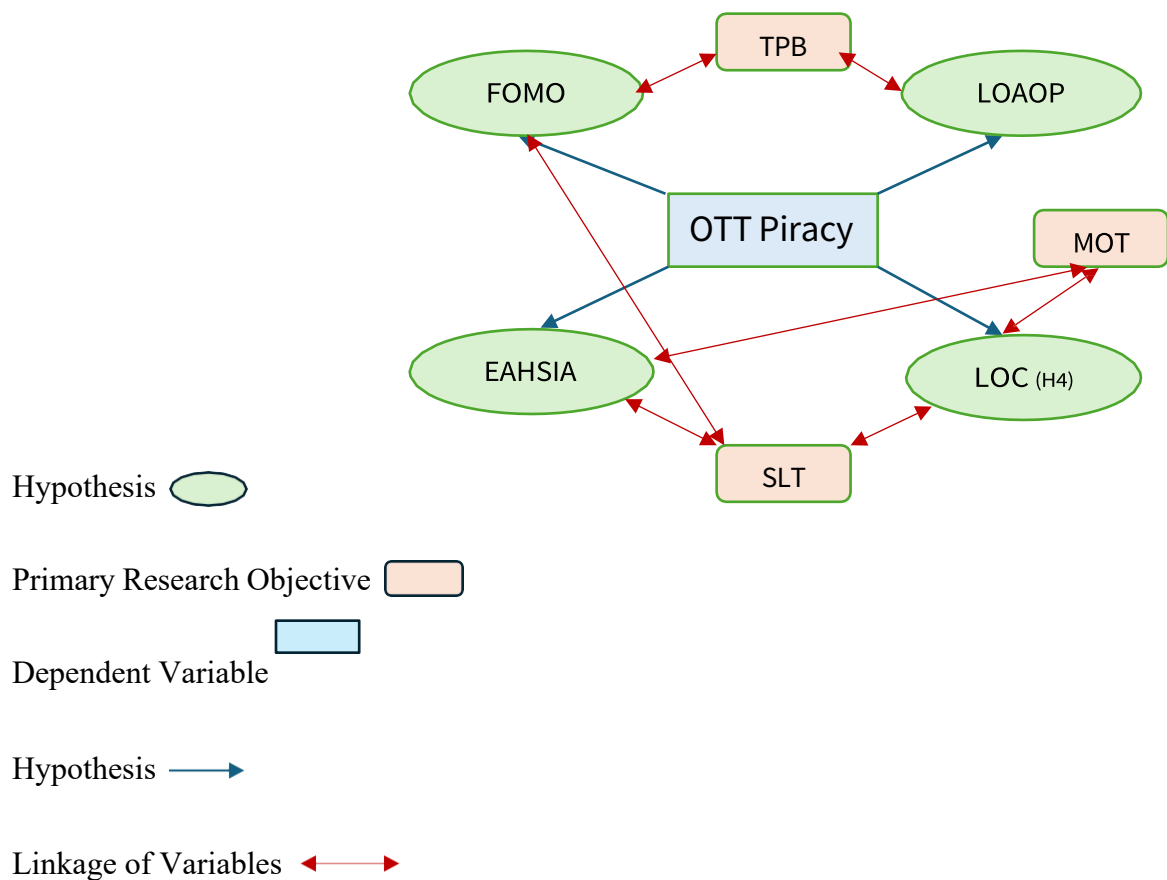 TPB
FOMO
LOAOP
OTT Piracy
MOT
EAHSIA
LOC (H4)
SLT
Hypothesis
Primary Research Objective
Dependent Variable
Hypothesis
Linkage of Variables